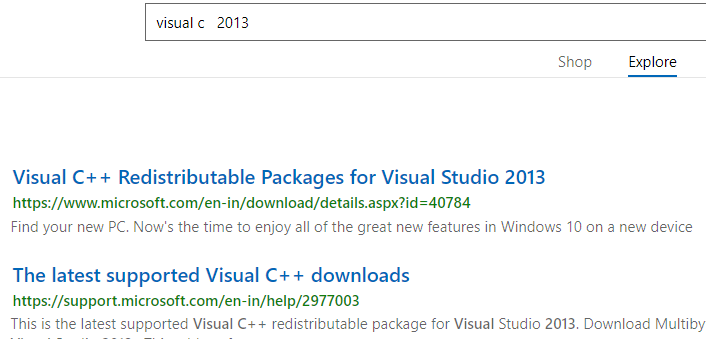 visual c   2013
Shop Explore
Visual C++ Redistributable Packages for Visual Studio 2013
https://www.microsoft.com/en-in/download/details.aspx?id=40784
Find your new PC. Now's the time to enjoy all of the great new features in Windows 10 on a new device
The latest supported Visual C++ downloads
https://support.microsoft.com/en-in/help/2977003
This is the latest supported Visual C++ redistributable package for Visual Studio 2013. Download Multiby